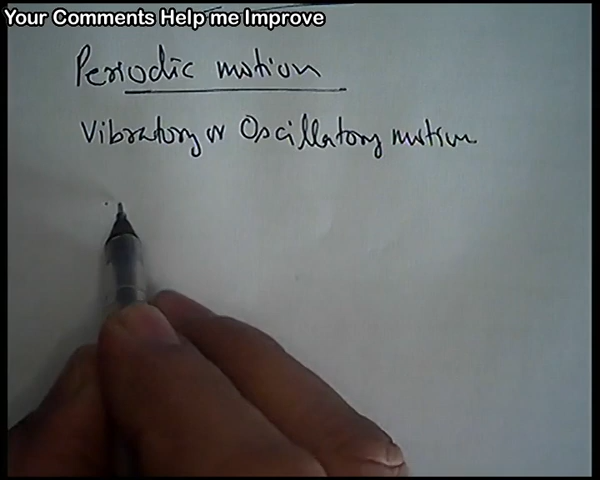 Your Comments Help me Improve
Periodic motion
Vibratory or Oscillatory motion